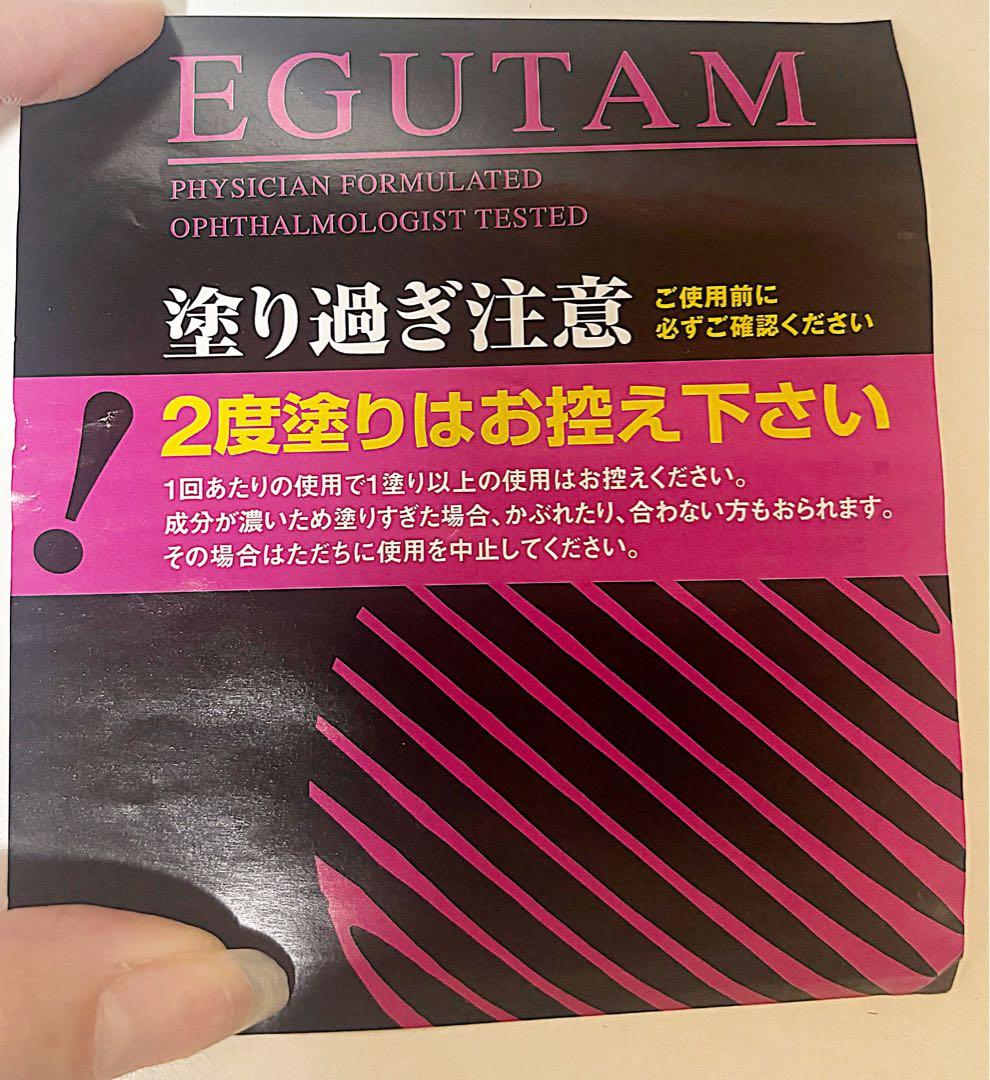 EGUTAM
PHYSICIAN FORMULATED
OPHTHALMOLOGIST TESTED
塗り過ぎ注意
ご使用前に
必ずご確認ください
!
2度塗りはお控え下さい
1回あたりの使用で1塗り以上の使用はお控えください。
成分が濃いため塗りすぎた場合、かぶれたり、合わない方もおられます。
その場合はただちに使用を中止してください。